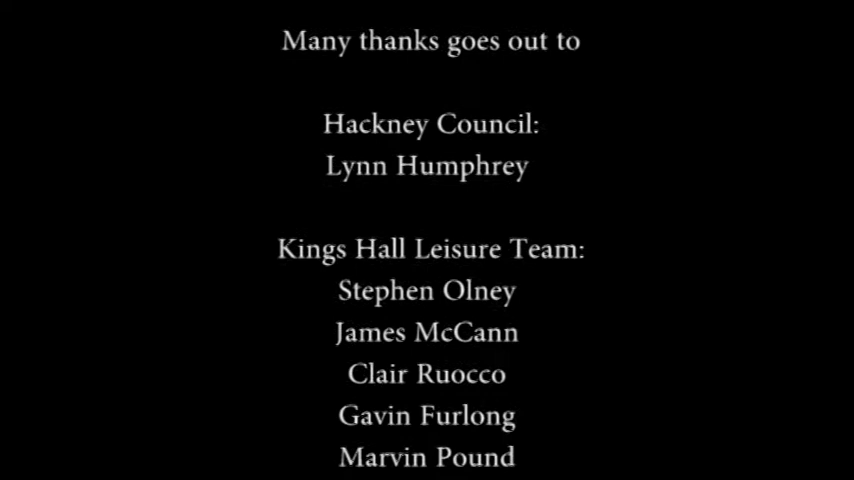 Many thanks goes out to
Hackney Council:
Lynn Humphrey
Kings Hall Leisure Team:
Stephen Olney
James McCann
Clair Ruocco
Gavin Furlong
Marvin Pound